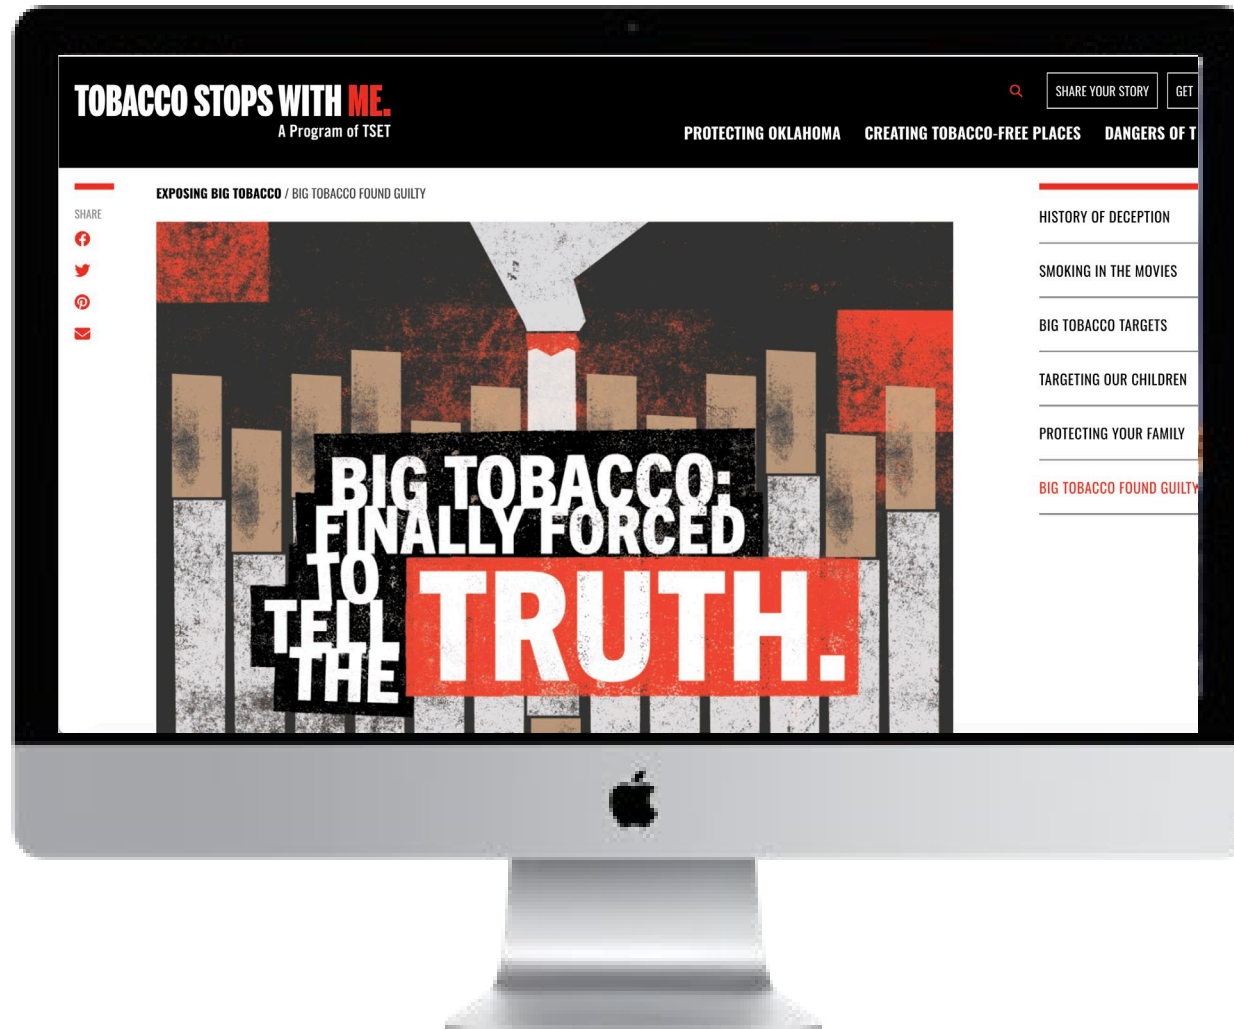 TOBACCO STOPS WITH ME.
A Program of TSET
SHARE YOUR STORY
GET
PROTECTING OKLAHOMA
CREATING TOBACCO-FREE PLACES
DANGERS OF T
SHARE
EXPOSING BIG TOBACCO / BIG TOBACCO FOUND GUILTY
BIG TOBACCO:
FINALLY FORCED
TO
TELL
THE
TRUTH.
HISTORY OF DECEPTION
SMOKING IN THE MOVIES
BIG TOBACCO TARGETS
TARGETING OUR CHILDREN
PROTECTING YOUR FAMILY
BIG TOBACCO FOUND GUILTY